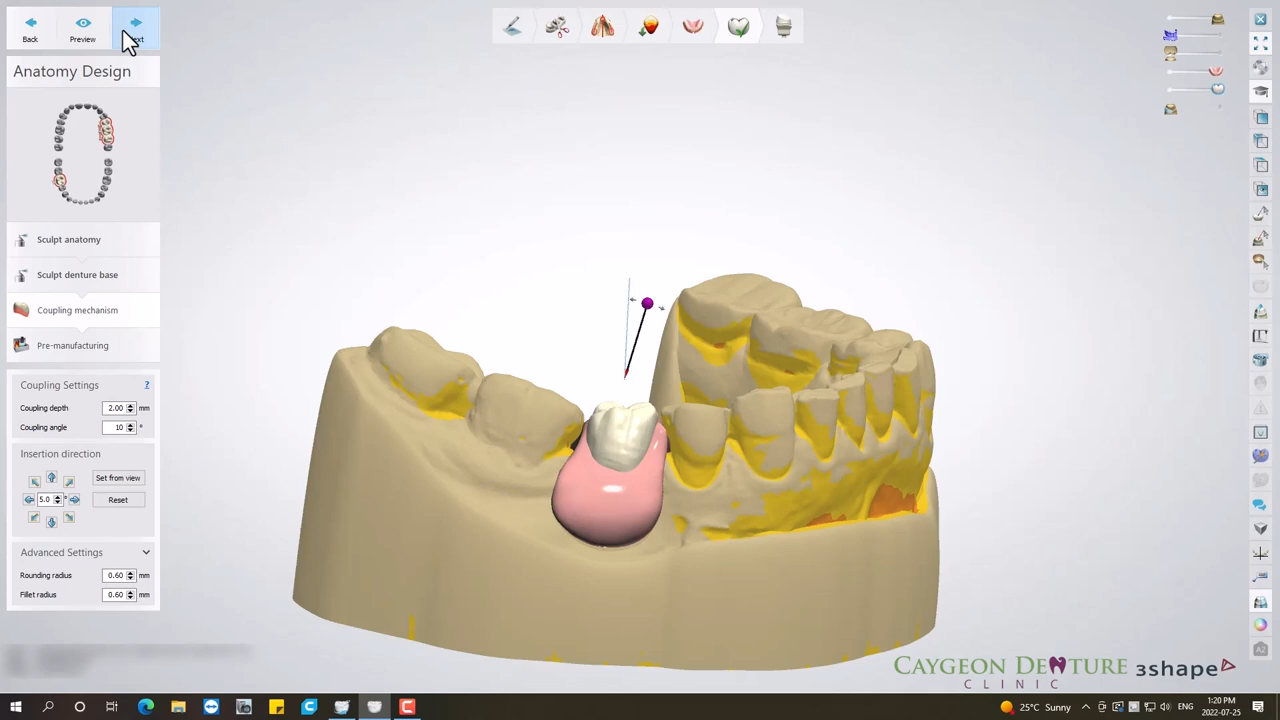 Back
Preview
Anatomy Design
Sculpt anatomy
Sculpt denture base
Coupling mechanism
Pre-manufacturing
Coupling Settings ?
Coupling depth 2.00 mm
Coupling angle 10 °
Insertion direction
Set from view
5.0 °
Reset
Advanced Settings
Rounding radius 0.60 mm
Fillet radius 0.60 mm
A2
CAYGEON DENTURE
CLINIC
3shape
25°C Sunny
ENG
1:20 PM
2022-07-25